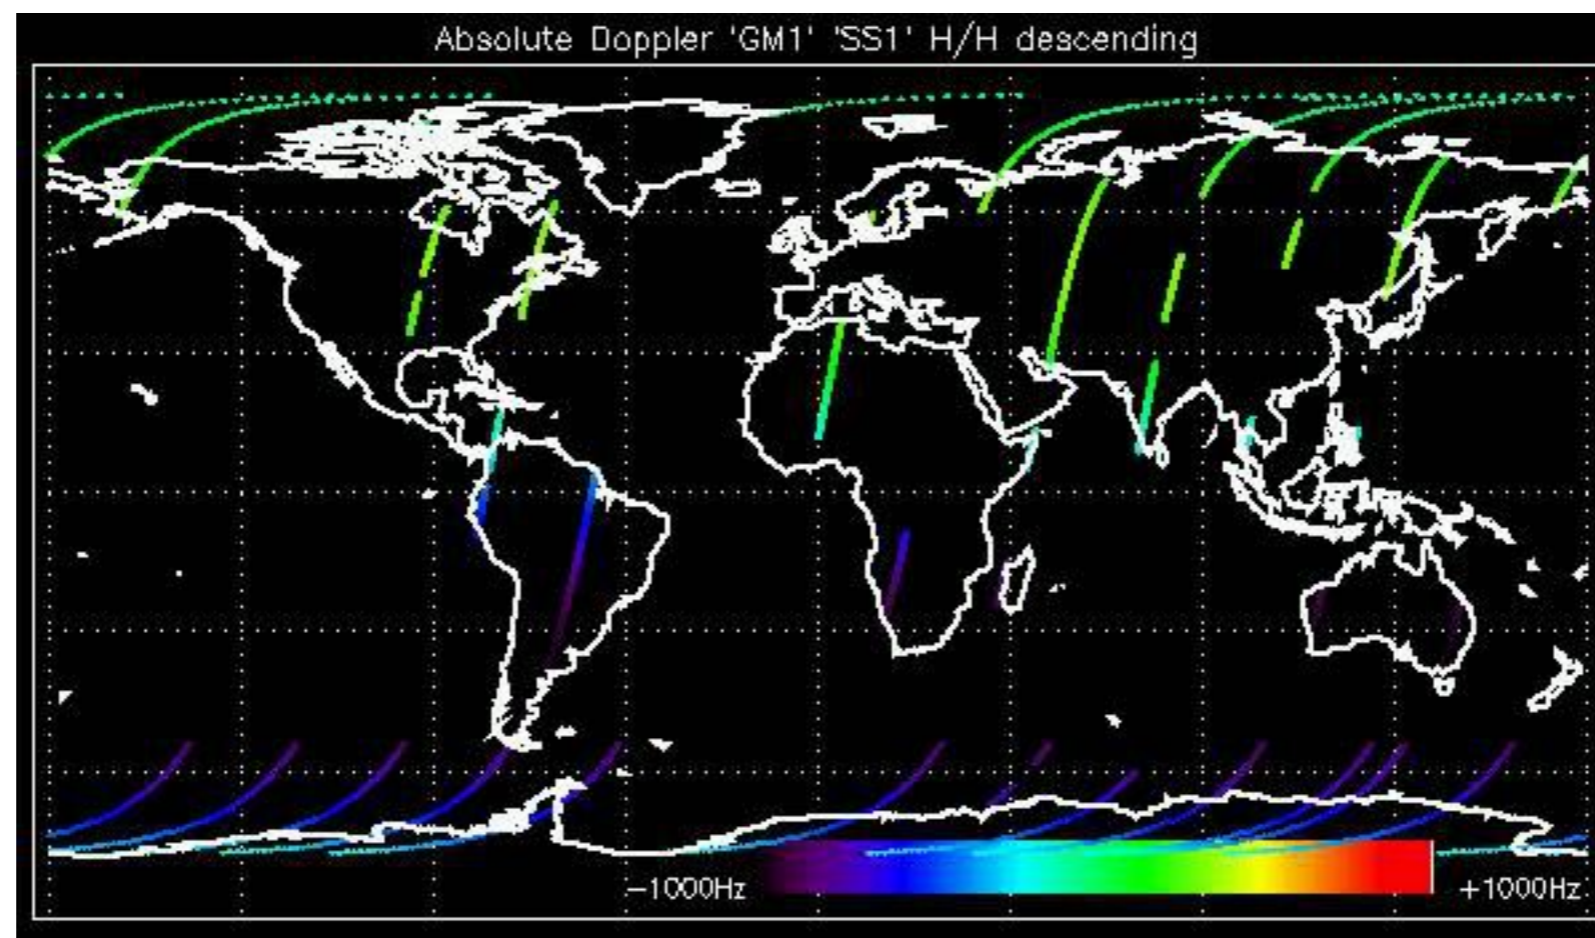 Absolute Doppler 'GM1' 'SS1' H/H descending
−1000Hz
+1000Hz